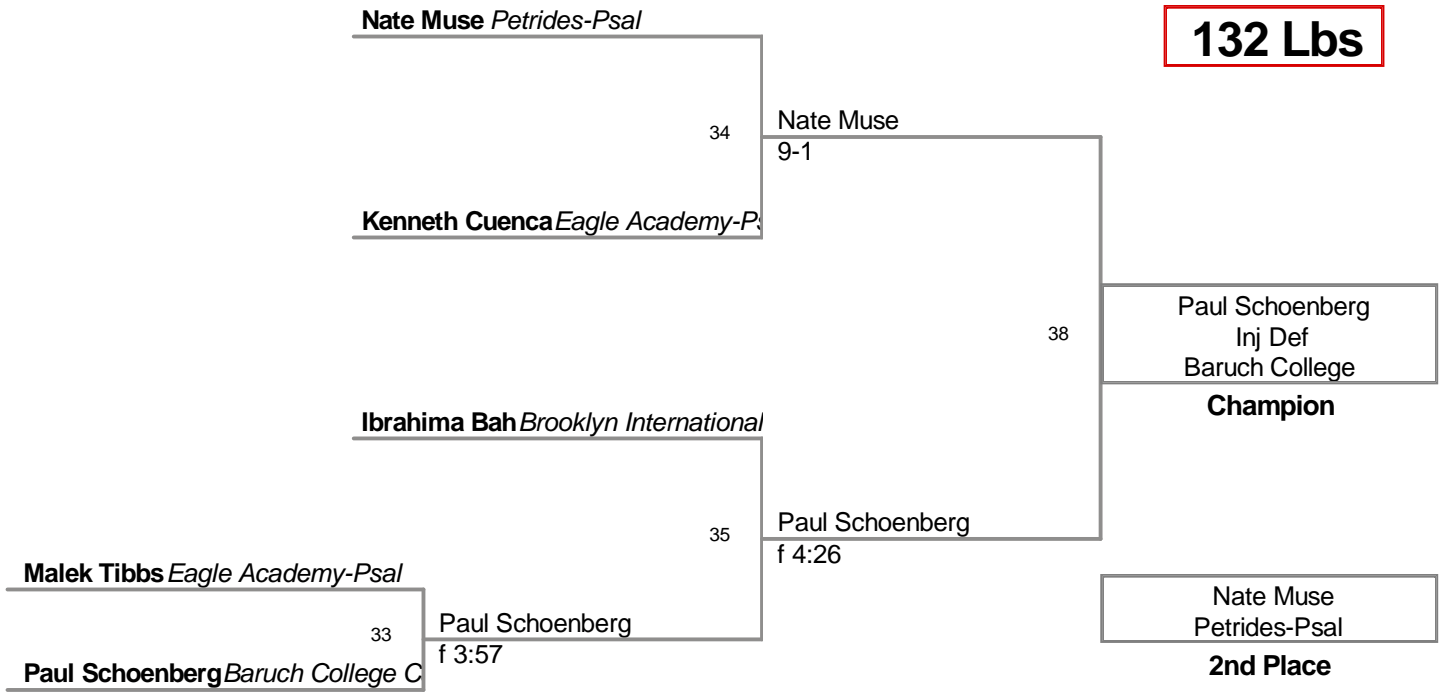 Nate Muse Petrides-Psal
132 Lbs
34
Nate Muse
9-1
Kenneth Cuenca Eagle Academy-Ps
38
Paul Schoenberg
Inj Def
Baruch College
Champion
Ibrahima Bah Brooklyn International
35
Paul Schoenberg
f 4:26
Malek Tibbs Eagle Academy-Psal
33
Paul Schoenberg
f 3:57
Paul Schoenberg Baruch College C
Nate Muse
Petrides-Psal
2nd Place